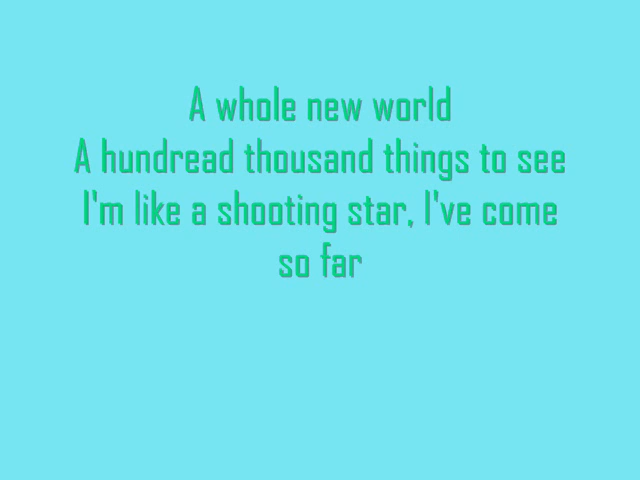 A whole new world
A hundread thousand things to see
I'm like a shooting star, I've come
so far